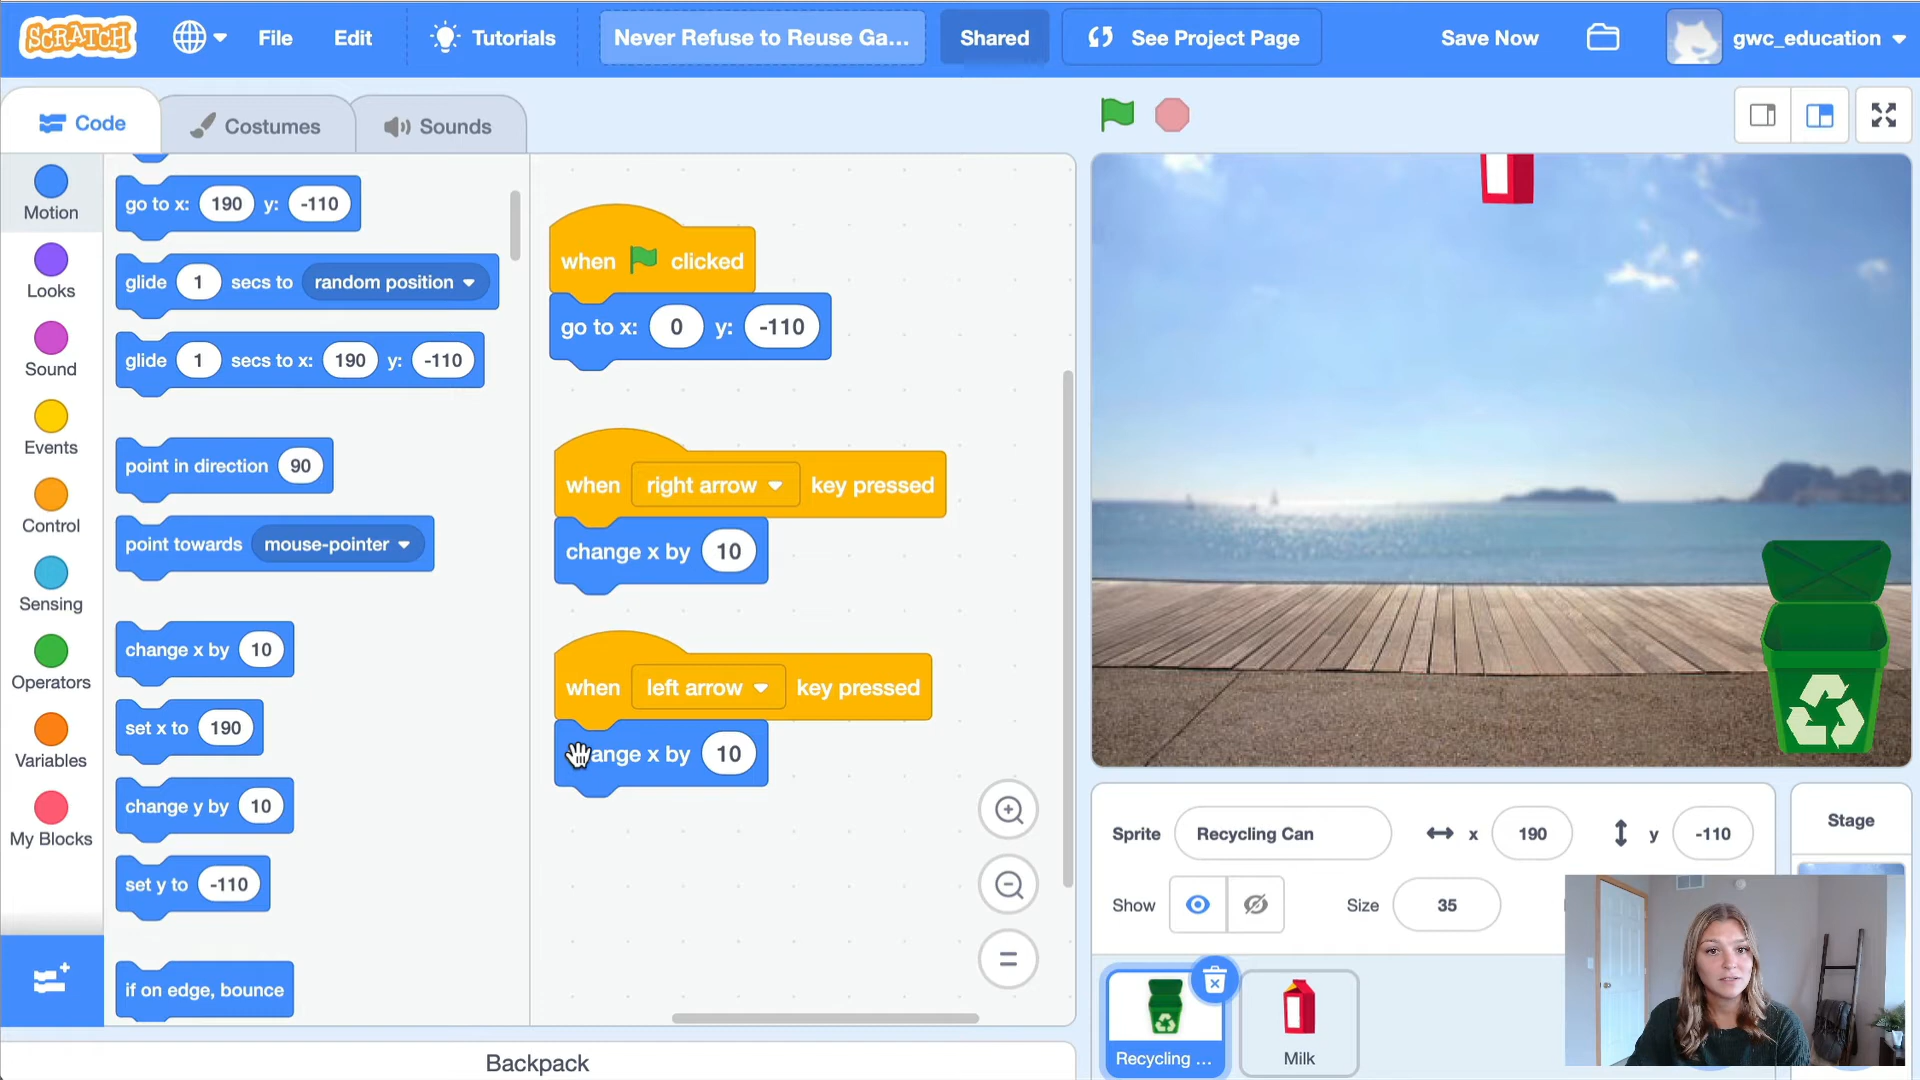 SCRATCH
File
Edit
Tutorials
Never Refuse to Reuse Ga...
Shared
See Project Page
Save Now
gwc_education
Code
Costumes
Sounds
Motion
Looks
Sound
Events
Control
Sensing
Operators
Variables
My Blocks
go to x: 190 y: -110
glide 1 secs to random position
glide 1 secs to x: 190 y: -110
point in direction 90
point towards mouse-pointer
change x by 10
set x to 190
change y by 10
set y to -110
if on edge, bounce
when clicked
go to x: 0 y: -110
when right arrow key pressed
change x by 10
when left arrow key pressed
ange x by 10
Backpack
Sprite Recycling Can x 190 y -110
Show Size 35
Stage
Recycling ...
Milk